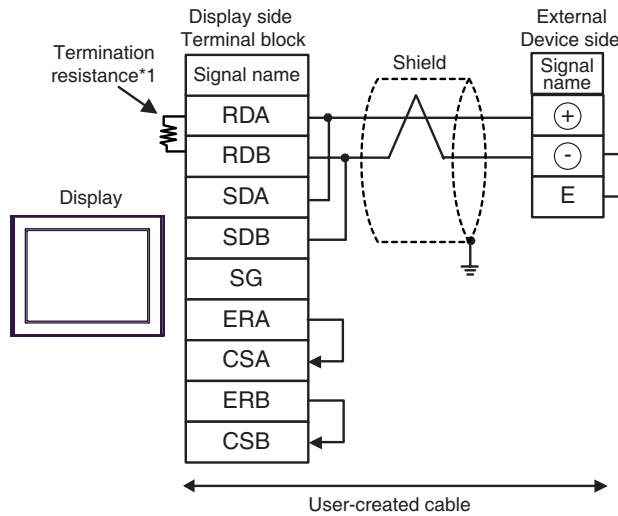 Display side
Terminal block
External
Device side
Termination
resistance*1
Shield
Signal name
Signal
name
RDA
+
RDB
-
SDA
E
Display
SDB
SG
ERA
CSA
ERB
CSB
User-created cable